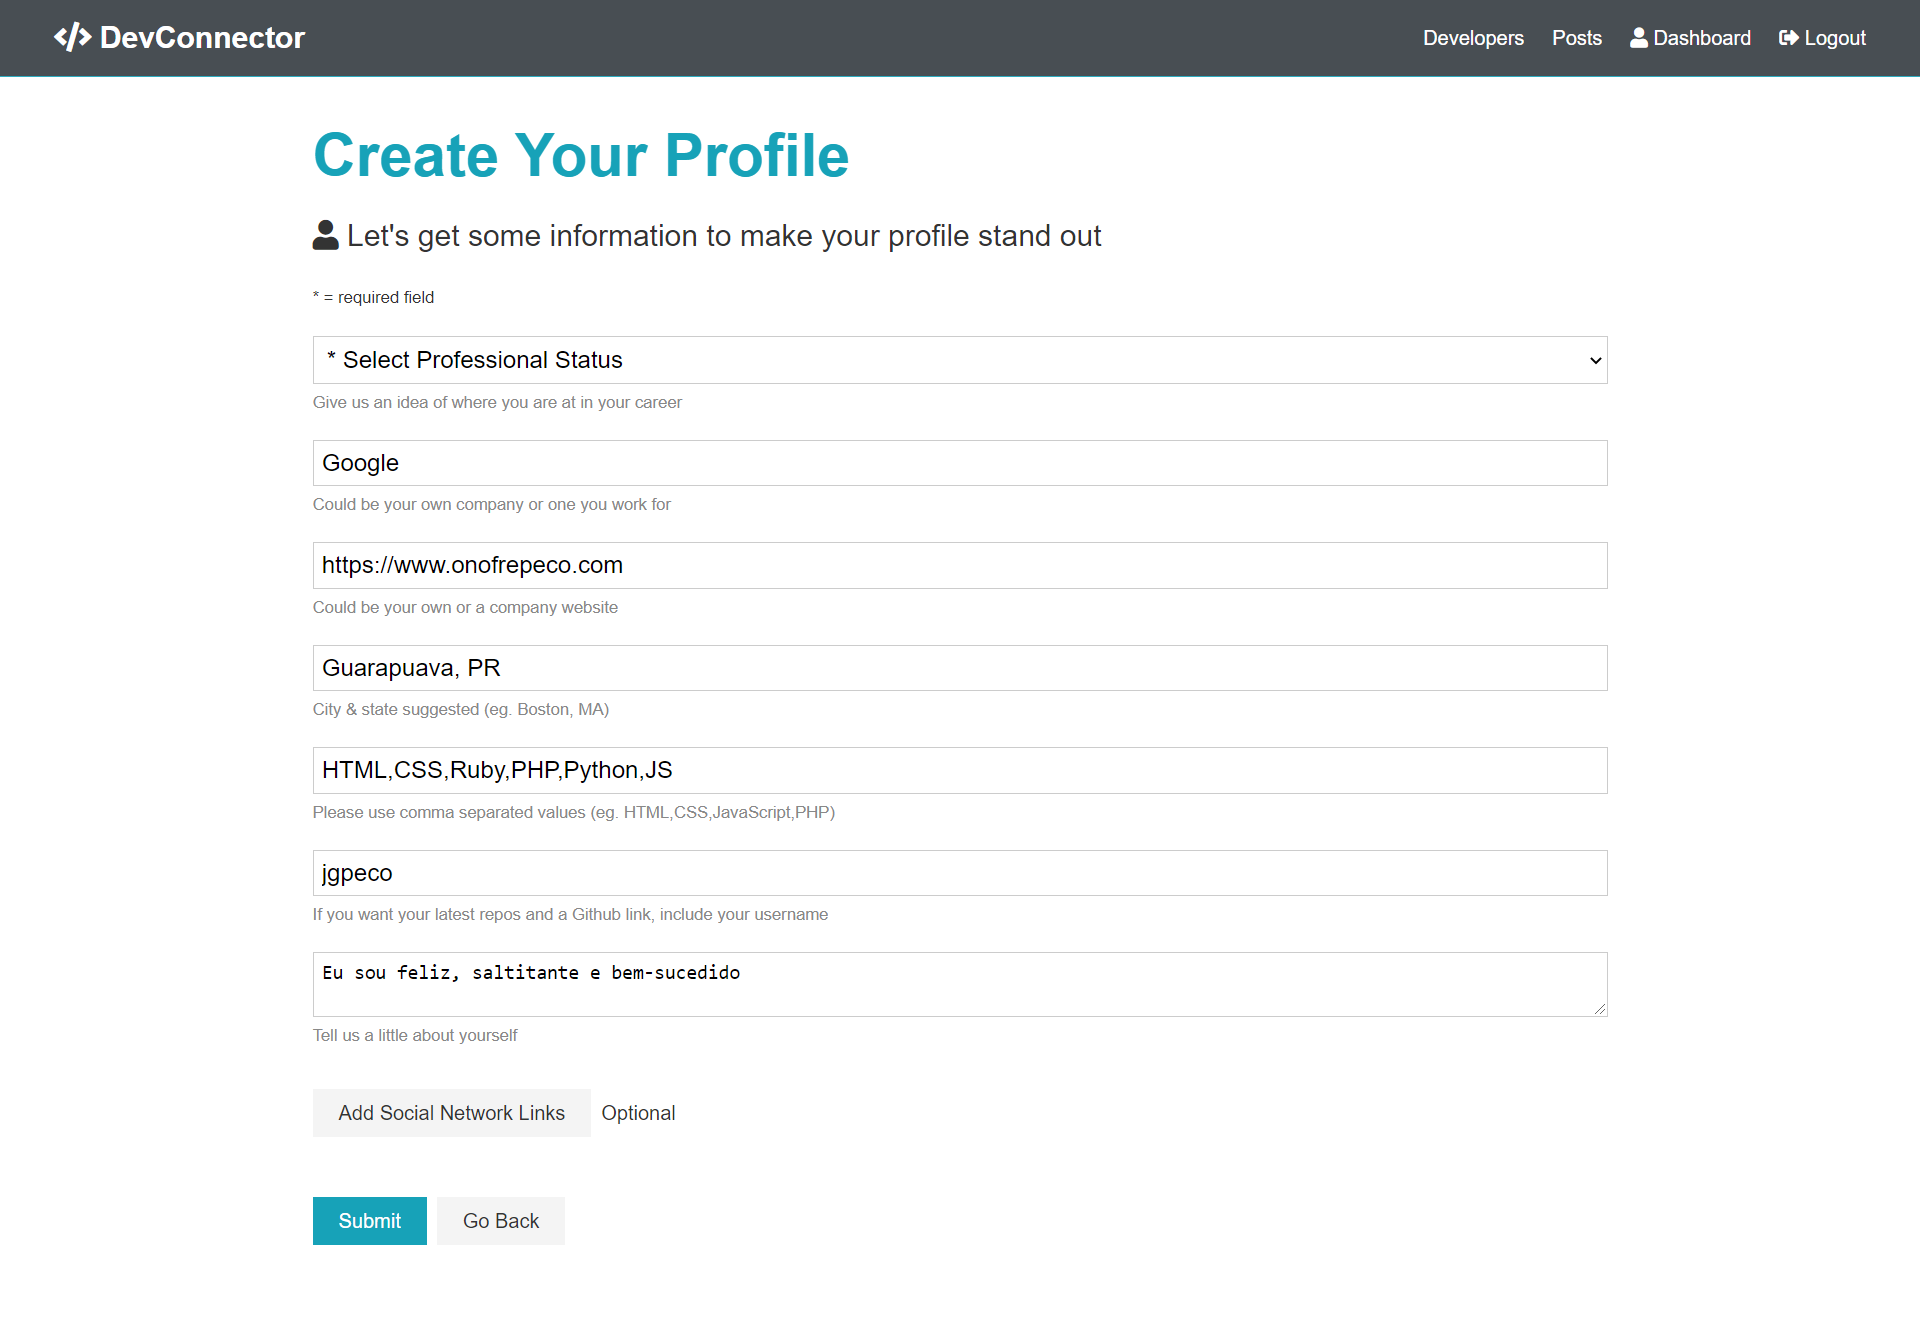 DevConnector
Developers Posts Dashboard Logout
Create Your Profile
Let's get some information to make your profile stand out
* = required field
* Select Professional Status
Give us an idea of where you are at in your career
Google
Could be your own company or one you work for
https://www.onofrepeco.com
Could be your own or a company website
Guarapuava, PR
City & state suggested (eg. Boston, MA)
HTML,CSS,Ruby,PHP,Python,JS
Please use comma separated values (eg. HTML,CSS,JavaScript,PHP)
jgpeco
If you want your latest repos and a Github link, include your username
Eu sou feliz, saltitante e bem-sucedido
Tell us a little about yourself
Add Social Network Links Optional
Submit Go Back